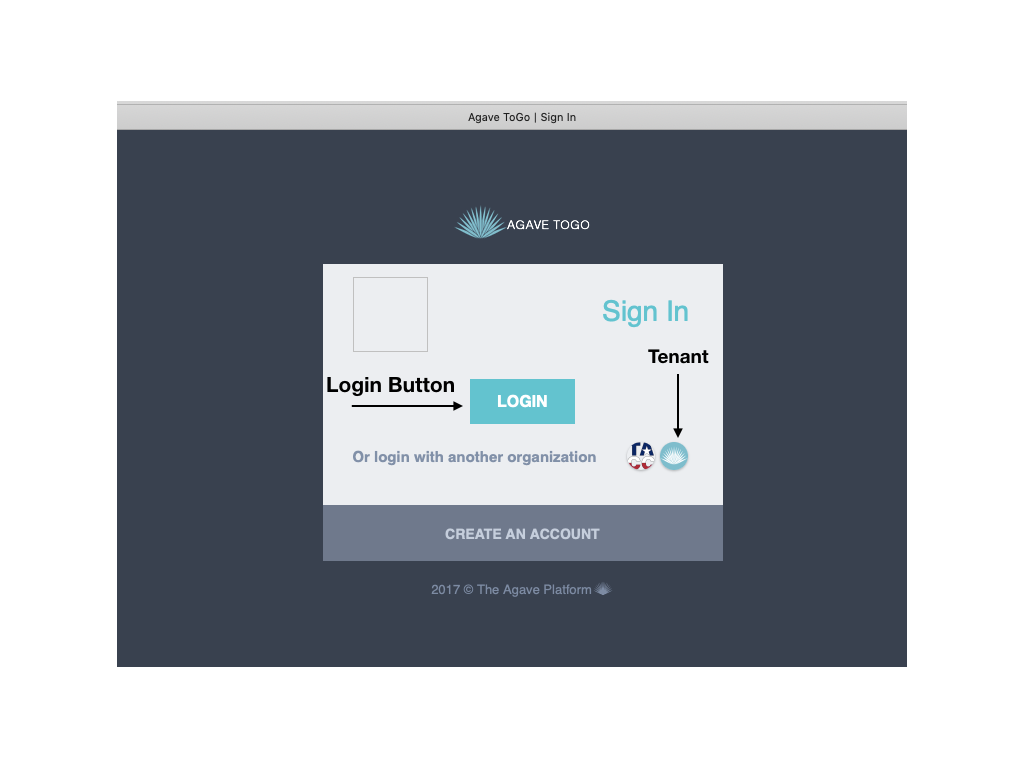 Agave ToGo | Sign In
AGAVE TOGO
Sign In
Tenant
Login Button
LOGIN
Or login with another organization
TACC
CREATE AN ACCOUNT
2017 © The Agave Platform